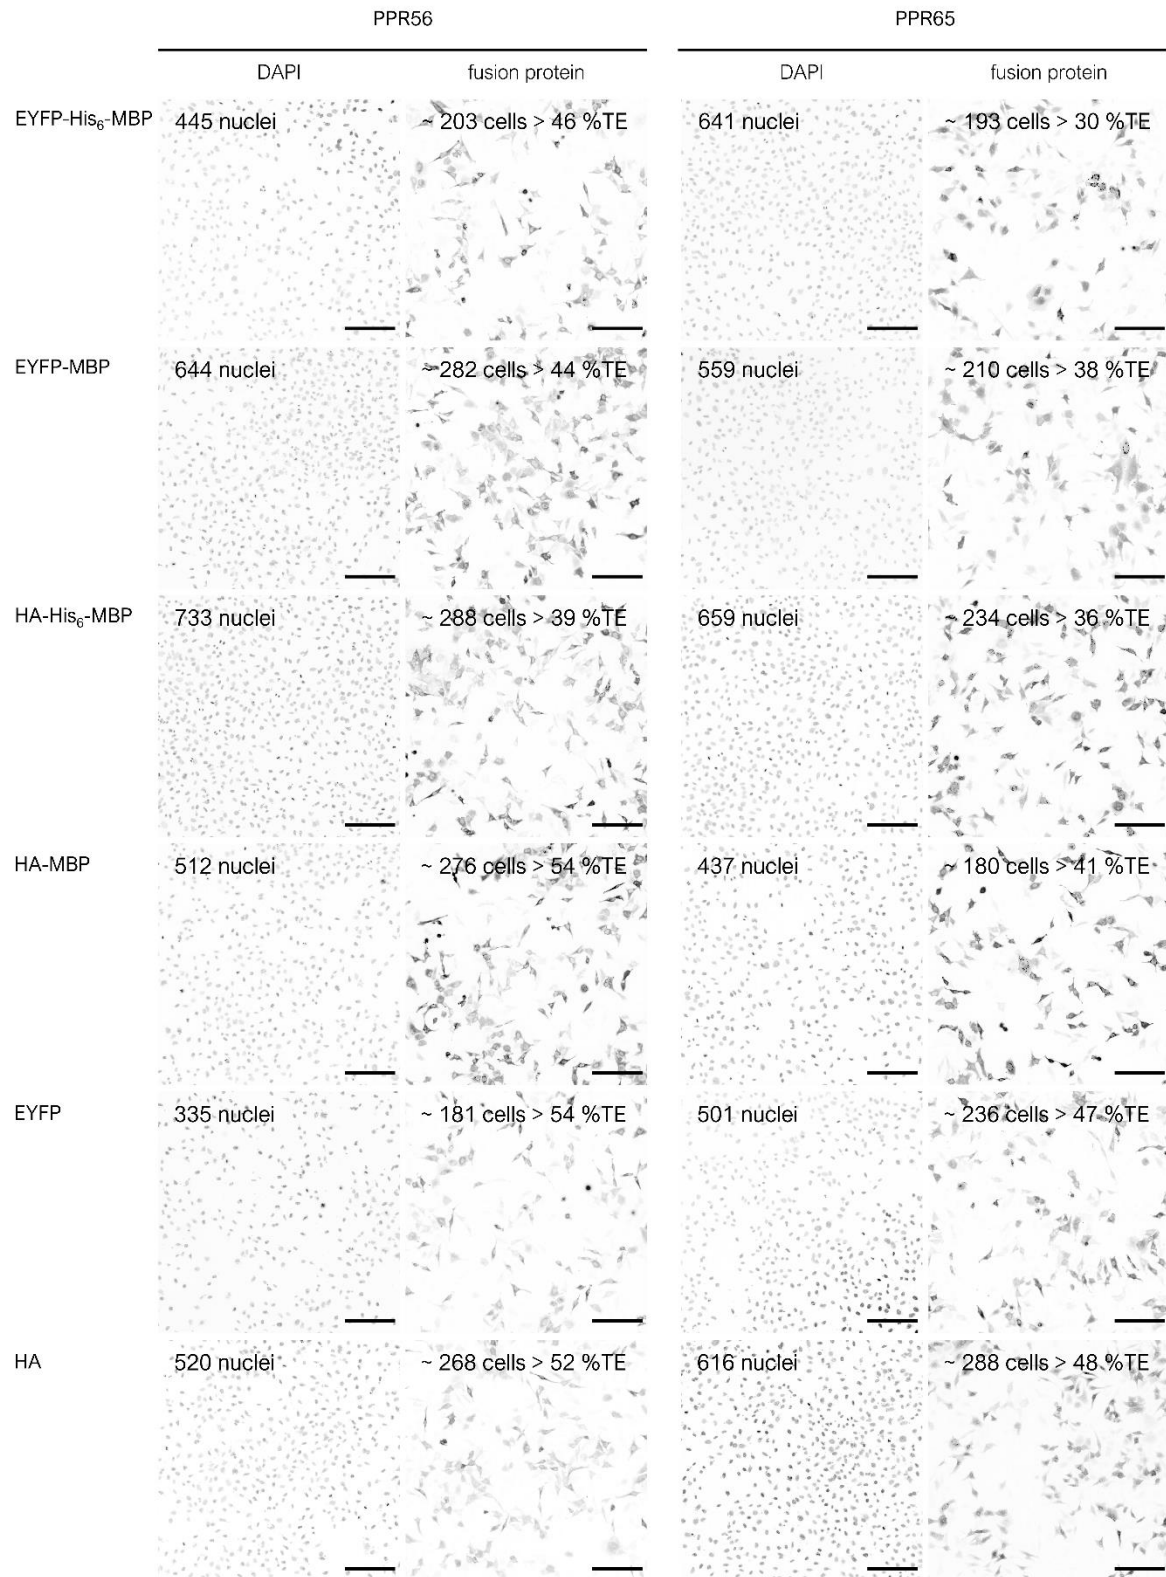 PPR56 PPR65
DAPI fusion protein DAPI fusion protein
EYFP-His₆-MBP 445 nuclei ~ 203 cells > 46 %TE 641 nuclei ~ 193 cells > 30 %TE
EYFP-MBP 644 nuclei ~ 282 cells > 44 %TE 559 nuclei ~ 210 cells > 38 %TE
HA-His₆-MBP 733 nuclei ~ 288 cells > 39 %TE 659 nuclei ~ 234 cells > 36 %TE
HA-MBP 512 nuclei ~ 276 cells > 54 %TE 437 nuclei ~ 180 cells > 41 %TE
EYFP 335 nuclei ~ 181 cells > 54 %TE 501 nuclei ~ 236 cells > 47 %TE
HA 520 nuclei ~ 268 cells > 52 %TE 616 nuclei ~ 288 cells > 48 %TE